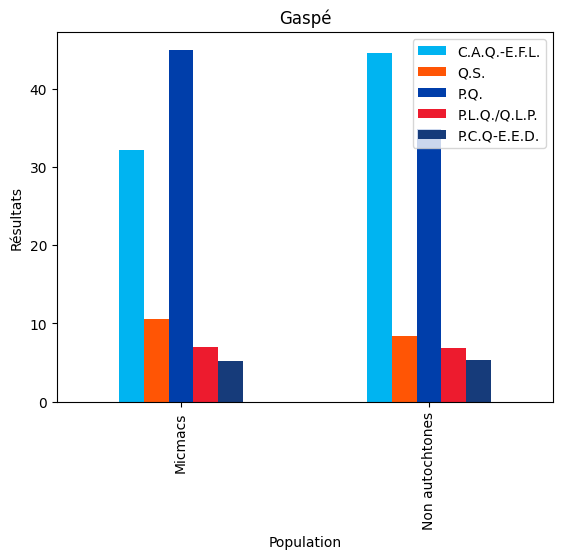 Gaspé
C.A.Q.-E.F.L.
Q.S.
P.Q.
P.L.Q./Q.L.P.
P.C.Q-E.E.D.
Résultats
40
30
20
10
0
Micmacs
Non autochtones
Population